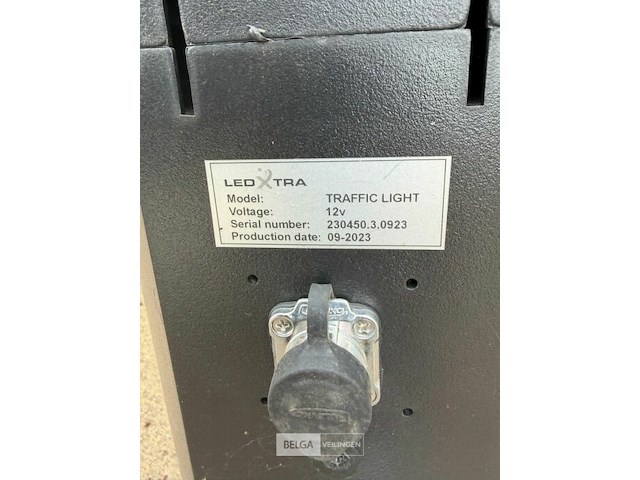 LEDXTRA
Model: TRAFFIC LIGHT
Voltage: 12v
Serial number: 230450.3.0923
Production date: 09-2023
BELGA VEILINGEN